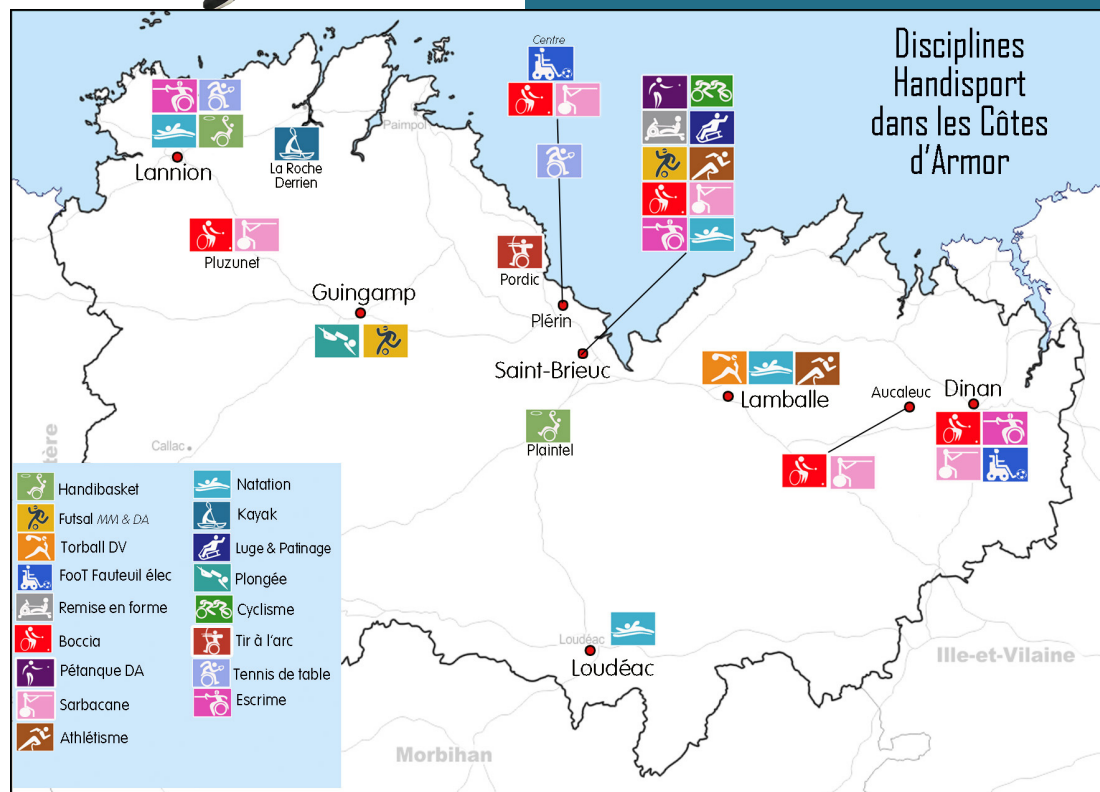 Disciplines
Handisport
dans les Côtes
d'Armor
Centre
Paimpol
Lannion
La Roche
Derrien
Pluzunet
Guingamp
Pordic
Plérin
Saint-Brieuc
Lamballe
Aucaleuc
Dinan
Plaintel
Callac
tère
Loudéac
Loudéac
Ille-et-Vilaine
Morbihan
Handibasket
Futsal MM & DA
Torball DV
FooT Fauteuil élec
Remise en forme
Boccia
Pétanque DA
Sarbacane
Athlétisme
Natation
Kayak
Luge & Patinage
Plongée
Cyclisme
Tir à l'arc
Tennis de table
Escrime